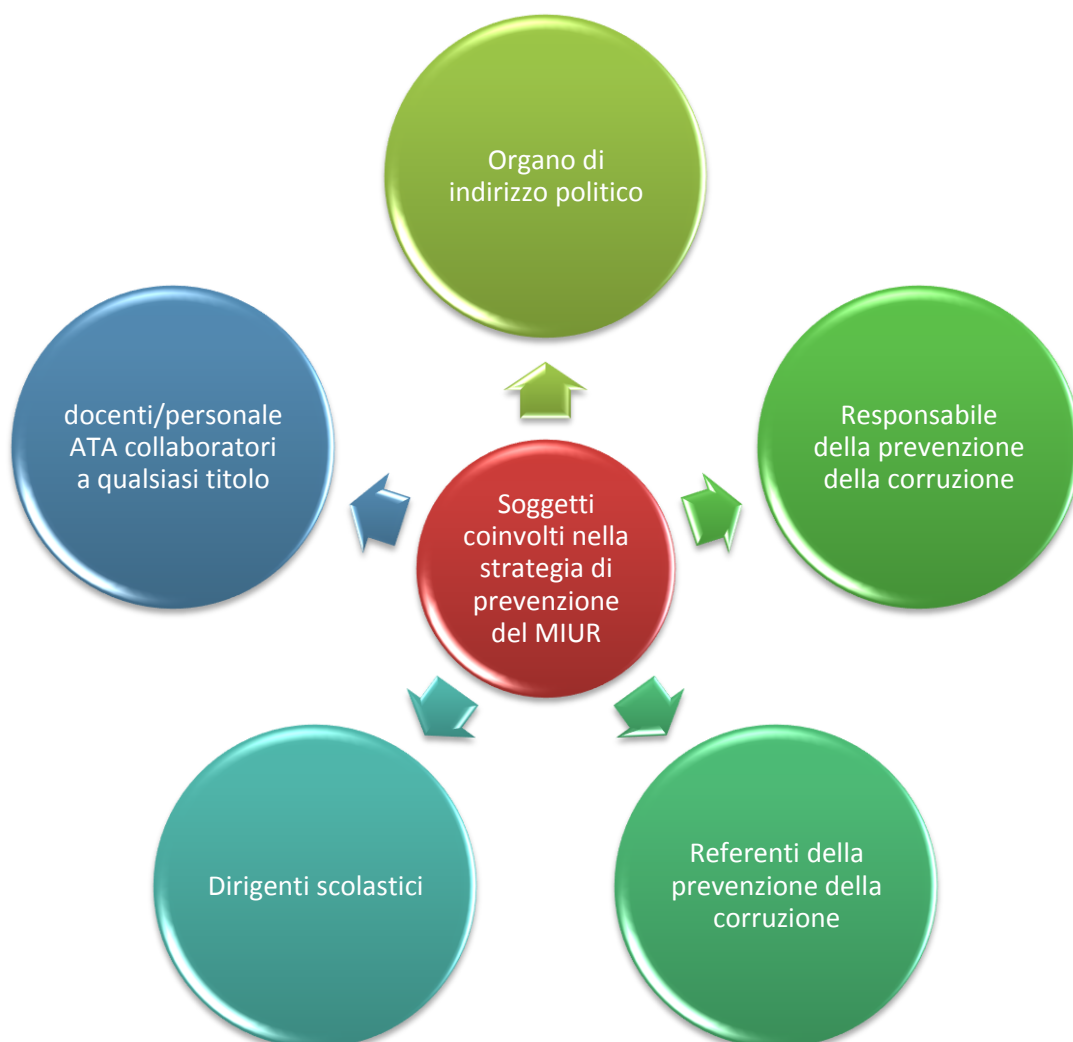 Organo di
indirizzo politico
Responsabile
della prevenzione
della corruzione
Referenti della
prevenzione della
corruzione
Dirigenti scolastici
docenti/personale
ATA collaboratori
a qualsiasi titolo
Soggetti
coinvolti nella
strategia di
prevenzione
del MIUR